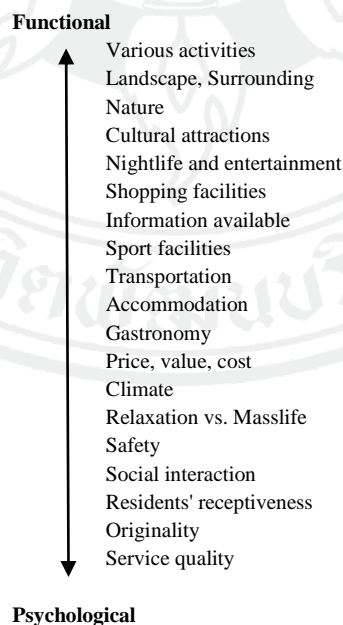 Functional
Various activities
Landscape, Surrounding
Nature
Cultural attractions
Nightlife and entertainment
Shopping facilities
Information available
Sport facilities
Transportation
Accommodation
Gastronomy
Price, value, cost
Climate
Relaxation vs. Masslife
Safety
Social interaction
Residents' receptiveness
Originality
Service quality
Psychological